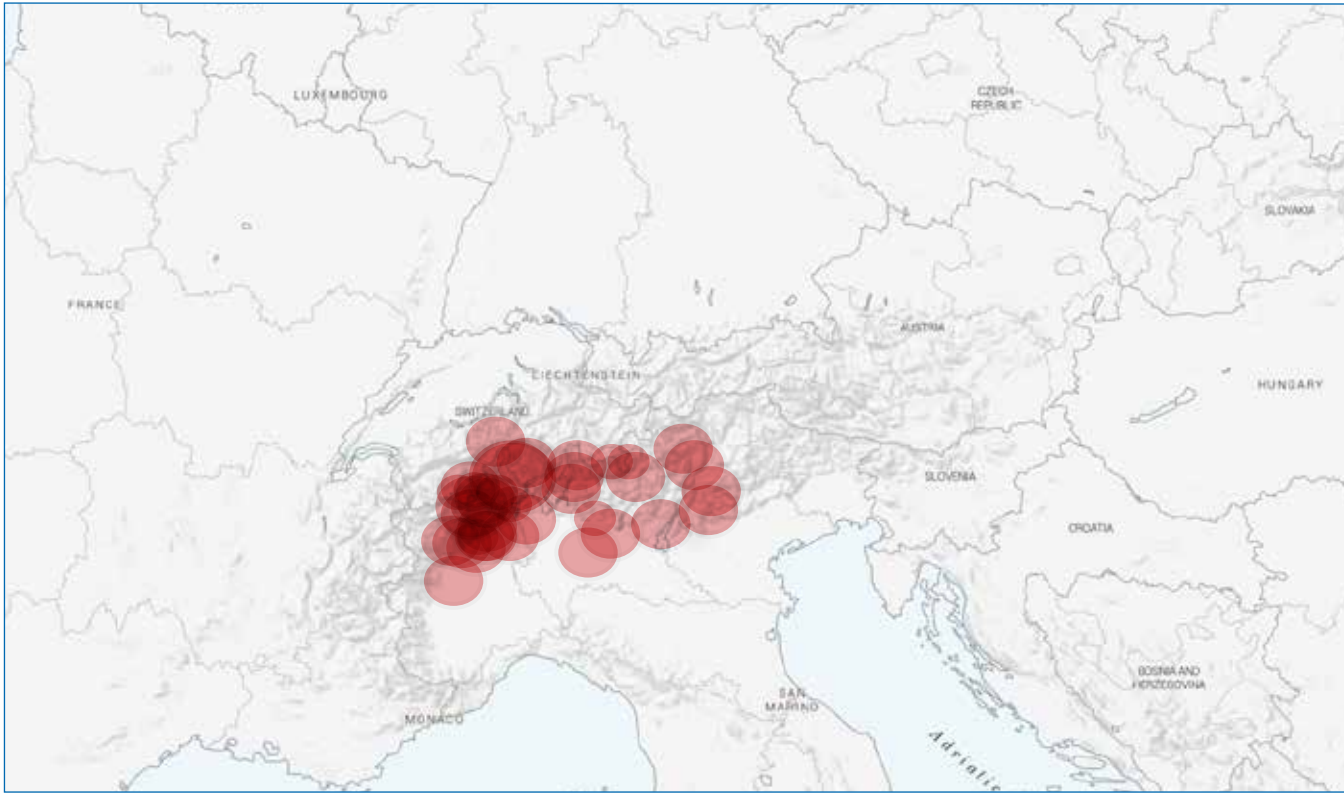 LUXEMBOURG
CZECH
REPUBLIC
SLOVAKIA
FRANCE
AUSTRIA
LIECHTENSTEIN
HUNGARY
SWITZERLAND
SLOVENIA
CROATIA
BOSNIA AND
HERZEGOVINA
SAN
MARINO
MONACO
Adriatic